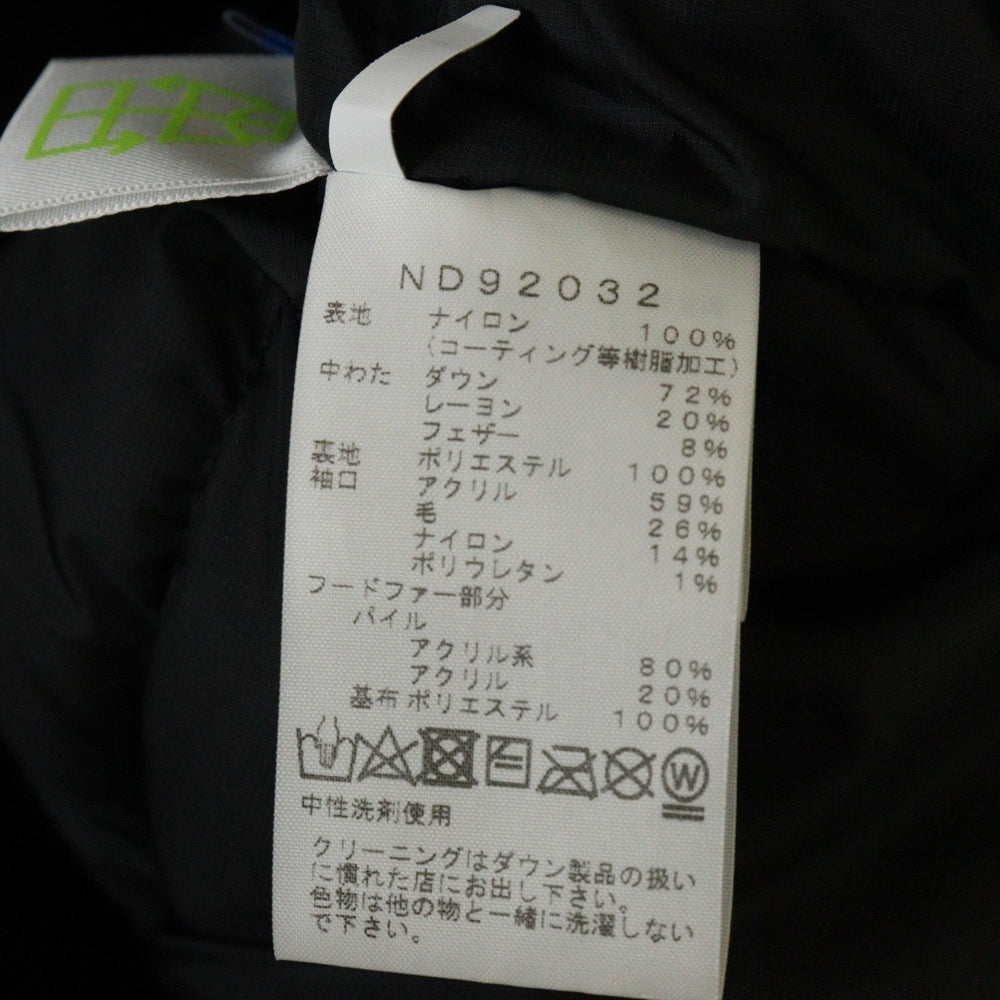 ND92032
表地 ナイロン 100%
(コーティング等樹脂加工)
中わた ダウン 72%
レーヨン 20%
フェザー 8%
裏地 ポリエステル 100%
袖口 アクリル 59%
毛 26%
ナイロン 14%
ポリウレタン 1%
フードファー部分
パイル
アクリル系 80%
アクリル 20%
基布 ポリエステル 100%
W
中性洗剤使用
クリーニングはダウン製品の扱い
に慣れた店にお出し下さい。
色物は他の物と一緒に洗濯しない
で下さい。